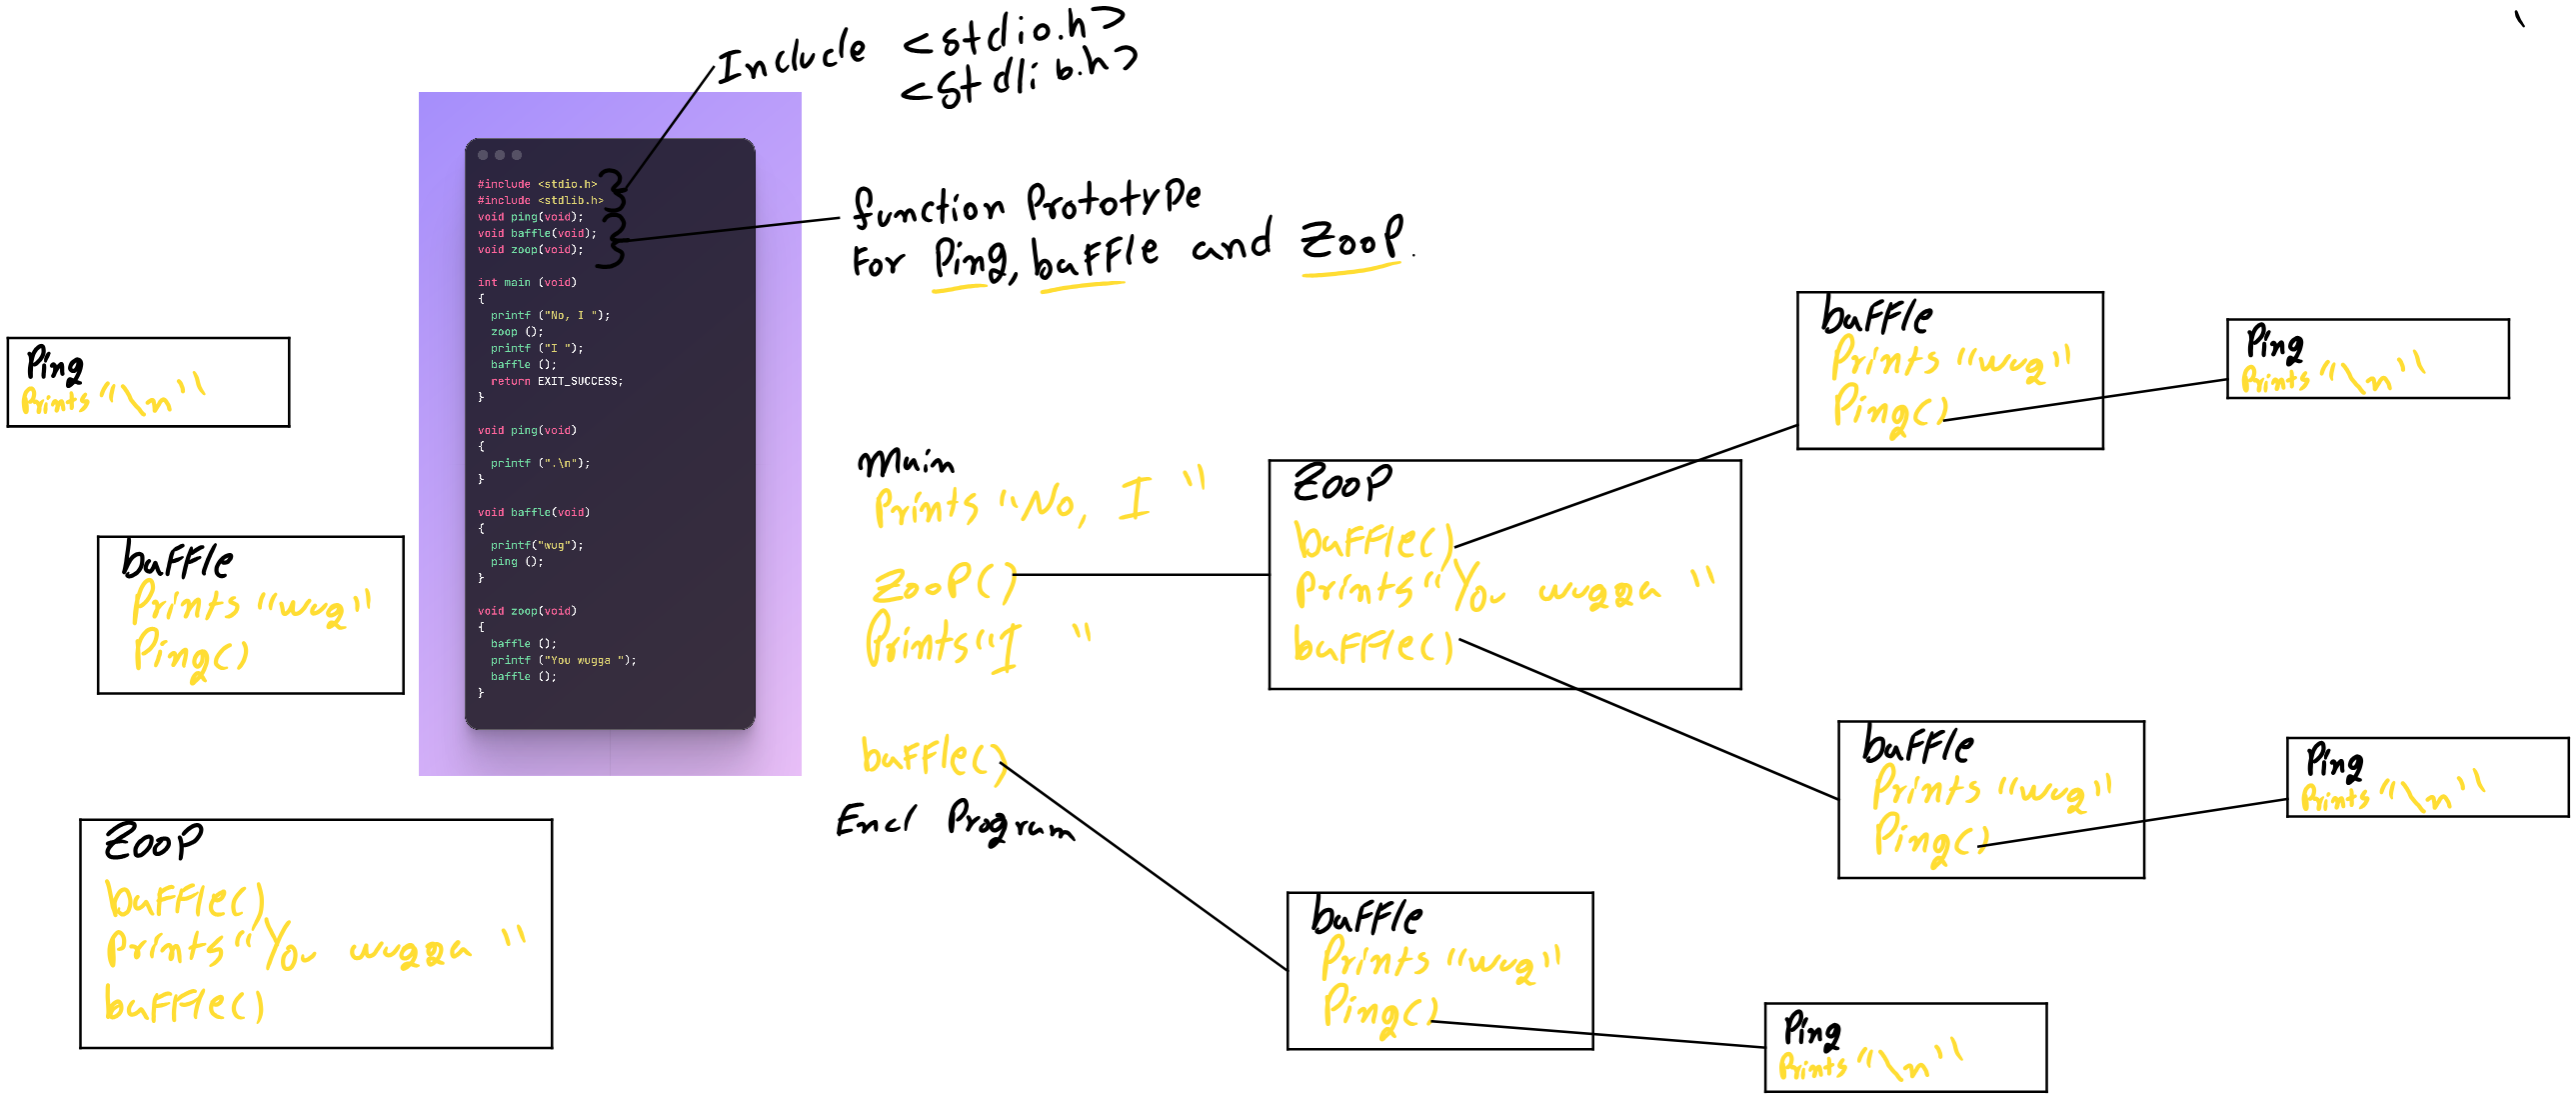 Include <stdio.h>
<stdlib.h>
#include <stdio.h>
#include <stdlib.h>
void ping(void);
void baffle(void);
void zoop(void);
int main (void)
{
printf ("No, I ");
zoop ();
printf ("I ");
baffle ();
return EXIT_SUCCESS;
}
void ping(void)
{
printf (".\n");
}
void baffle(void)
{
printf("wug");
ping ();
}
void zoop(void)
{
baffle ();
printf ("You wugga ");
baffle ();
}
function Prototype
For Ping, baffle and Zoop.
Ping
Prints "\n"
baffle
Prints "wug"
Ping()
Zoop
baffle()
Prints "You wugga "
baffle()
Main
Prints "No, I "
Zoop()
Prints "I "
baffle()
End Program
Zoop
baffle()
Prints "You wugga "
baffle()
baffle
Prints "wug"
Ping()
Ping
Prints "\n"
baffle
Prints "wug"
Ping()
Ping
Prints "\n"
baffle
Prints "wug"
Ping()
Ping
Prints "\n"